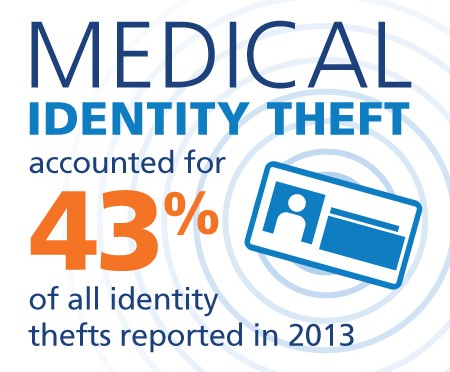 MEDICAL
IDENTITY THEFT
accounted for
43%
of all identity
thefts reported in 2013